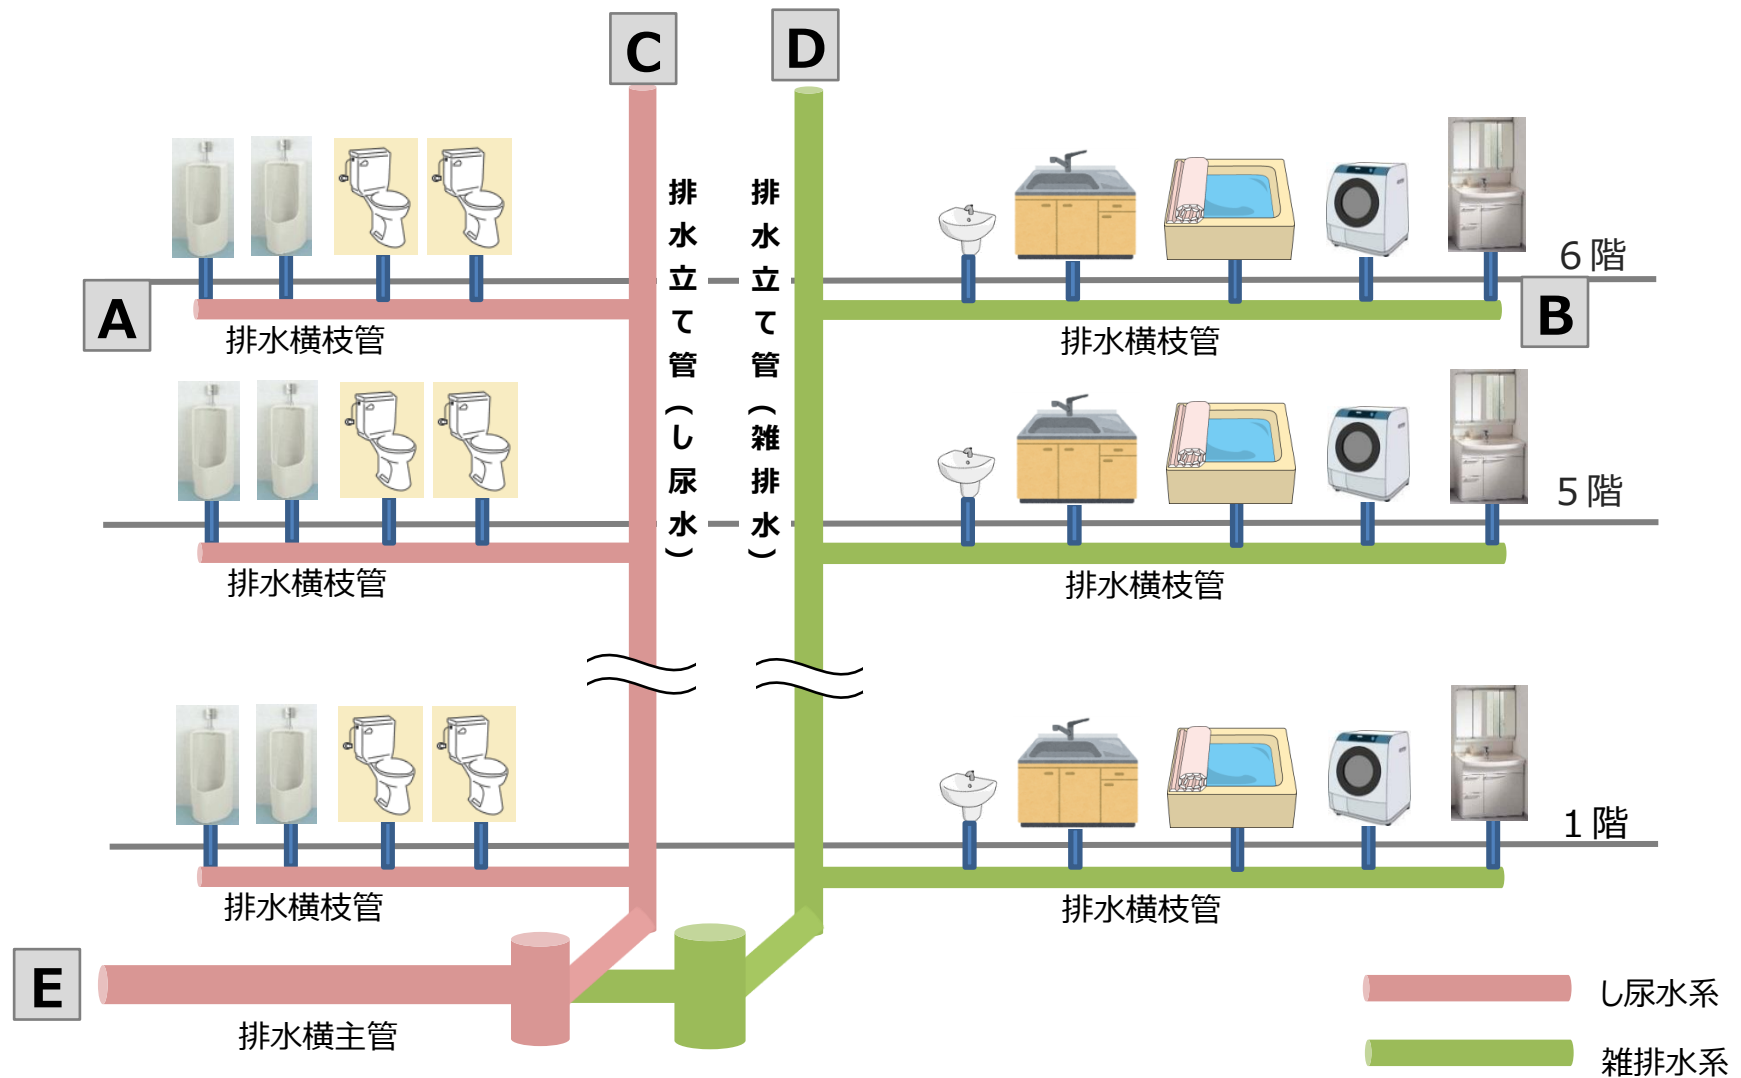 C
D
排水立て管(し尿水)
排水立て管(雑排水)
6階
A
B
排水横枝管
排水横枝管
5階
排水横枝管
排水横枝管
1階
排水横枝管
排水横枝管
E
排水横主管
し尿水系
雑排水系